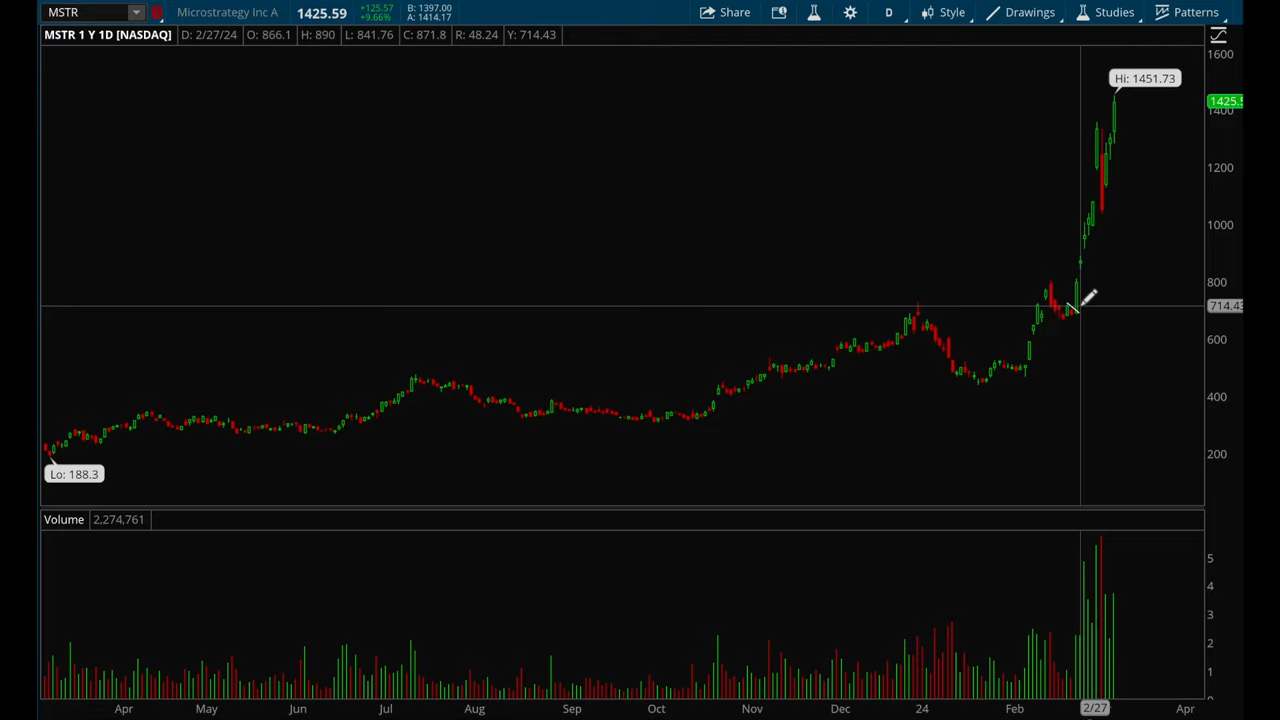 MSTR Microstrategy Inc A 1425.59 +125.57 B: 1397.00
+9.66% A: 1414.17
Share D Style Drawings Studies Patterns
MSTR 1 Y 1D [NASDAQ] D: 2/27/24 O: 866.1 H: 890 L: 841.76 C: 871.8 R: 48.24 Y: 714.43
1600
Hi: 1451.73
1425.5
1400
1200
1000
800
714.43
600
400
200
Lo: 188.3
Volume 2,274,761
5
4
3
2
1
0
Apr May Jun Jul Aug Sep Oct Nov Dec 24 Feb 2/27 Apr